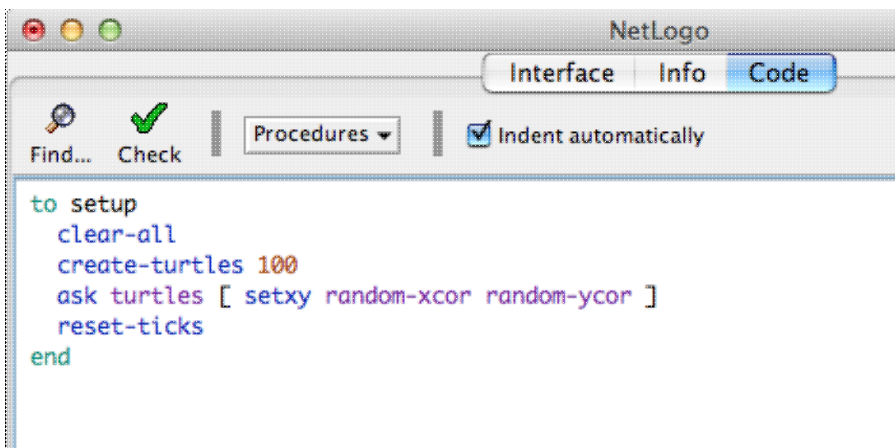 NetLogo
Interface Info Code
Find... Check Procedures Indent automatically
to setup
  clear-all
  create-turtles 100
  ask turtles [ setxy random-xcor random-ycor ]
  reset-ticks
end